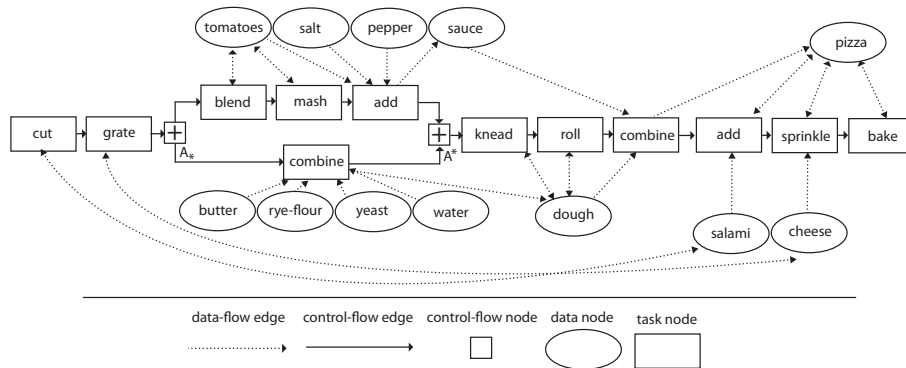 tomatoes salt pepper sauce
pizza
blend mash add
cut grate + + knead roll combine add sprinkle bake
A* A*
combine
butter rye-flour yeast water dough
salami cheese
data-flow edge control-flow edge control-flow node data node task node